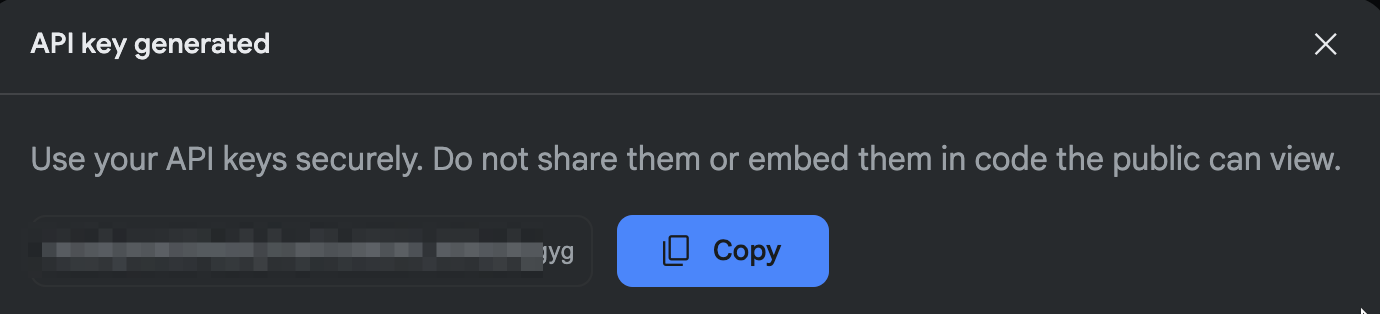 API key generated
Use your API keys securely. Do not share them or embed them in code the public can view.
gyg
Copy